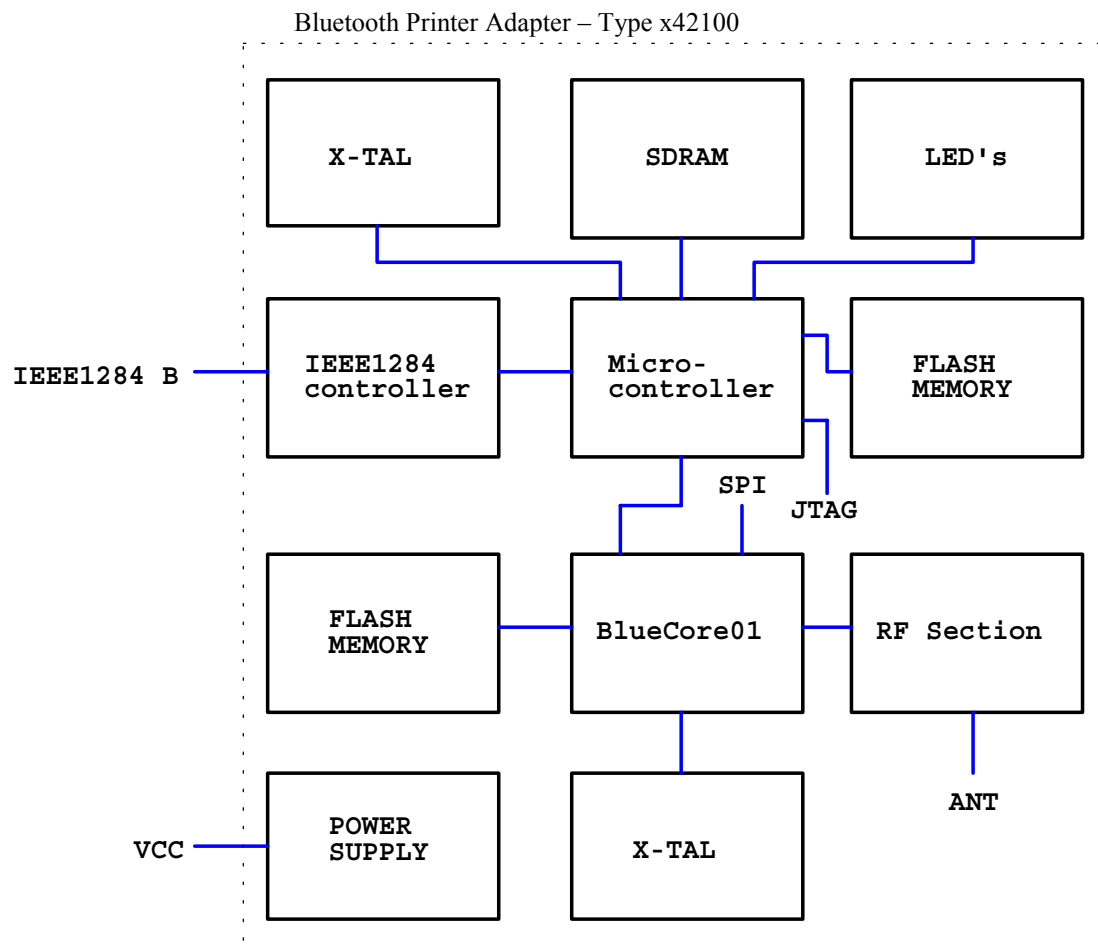 Bluetooth Printer Adapter – Type x42100
X-TAL
SDRAM
LED's
IEEE1284 B
IEEE1284
controller
Micro-
controller
FLASH
MEMORY
SPI
JTAG
FLASH
MEMORY
BlueCore01
RF Section
ANT
VCC
POWER
SUPPLY
X-TAL